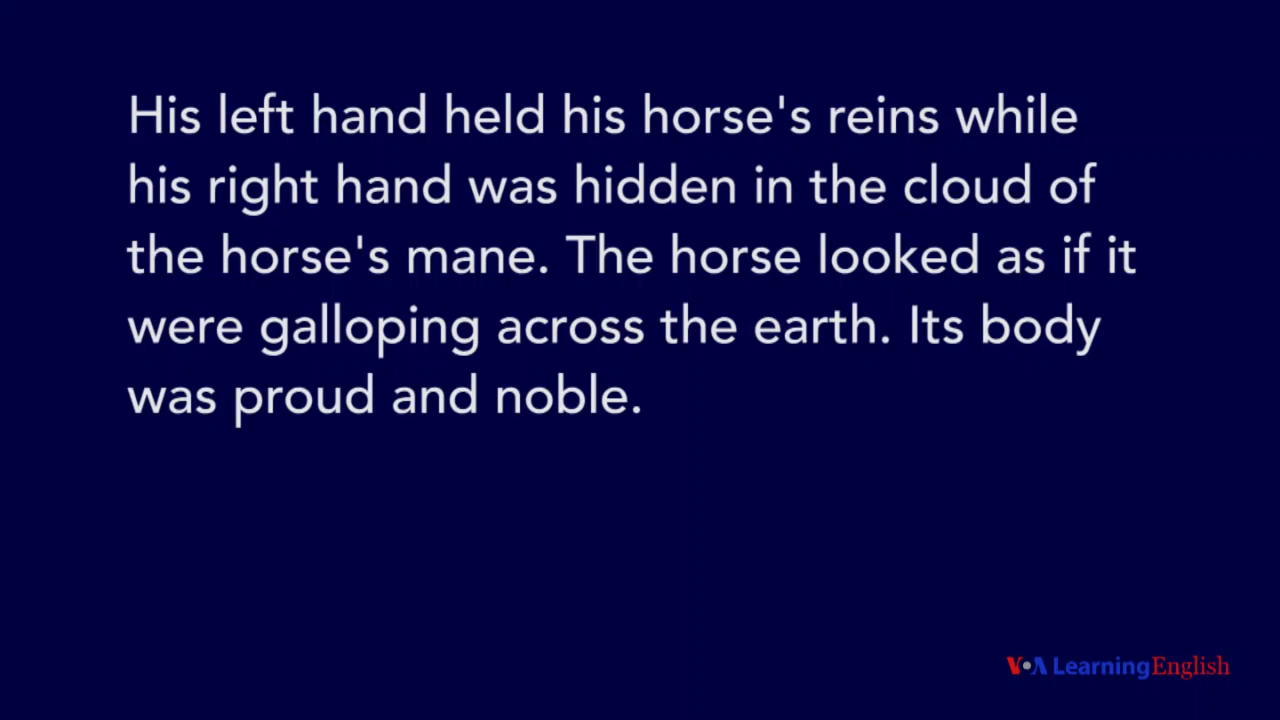 His left hand held his horse's reins while
his right hand was hidden in the cloud of
the horse's mane. The horse looked as if it
were galloping across the earth. Its body
was proud and noble.
VOA Learning English